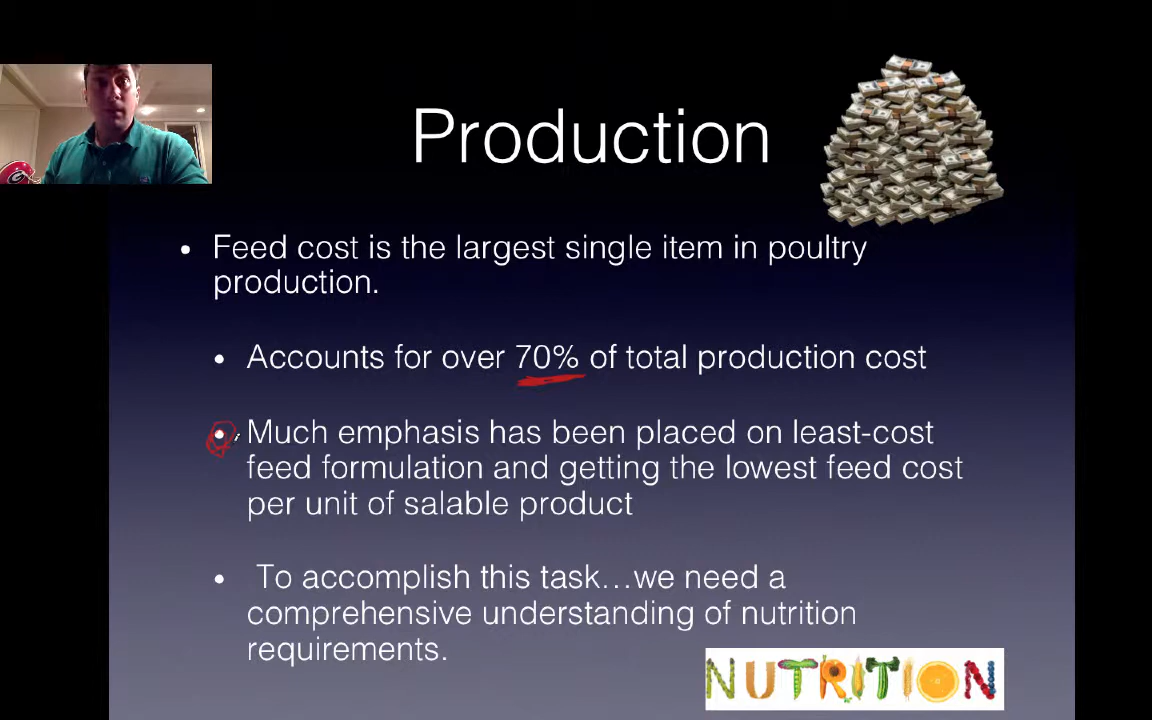 Production
• Feed cost is the largest single item in poultry
production.
• Accounts for over 70% of total production cost
• Much emphasis has been placed on least-cost
feed formulation and getting the lowest feed cost
per unit of salable product
• To accomplish this task...we need a
comprehensive understanding of nutrition
requirements.
NUTRITION